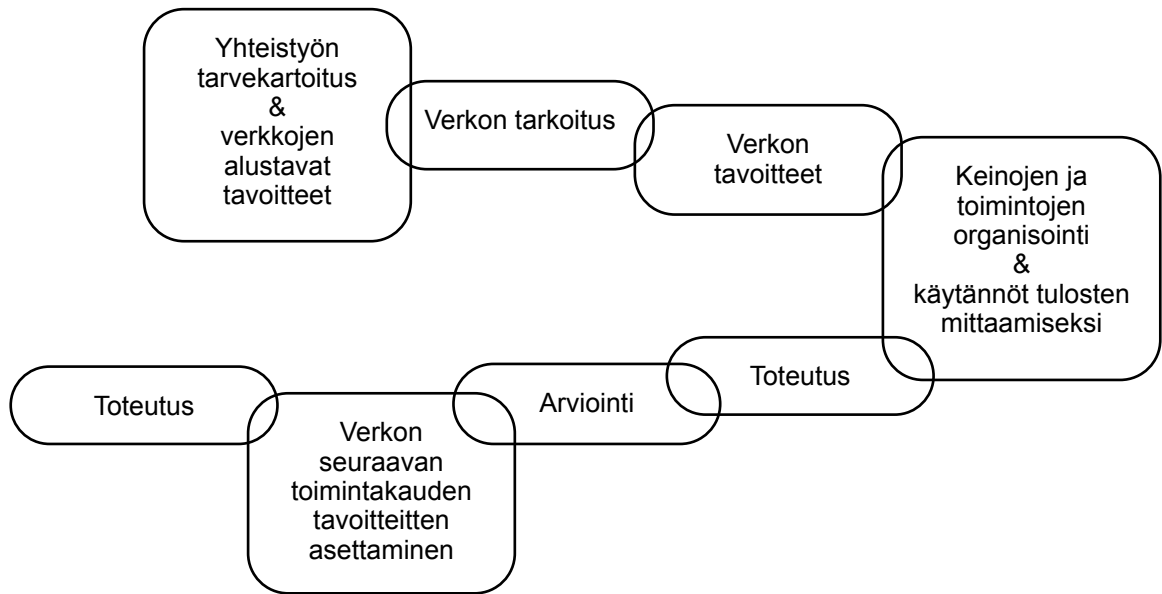 Yhteistyön
tarvekartoitus
&
verkkojen
alustavat
tavoitteet
Verkon tarkoitus
Verkon
tavoitteet
Keinojen ja
toimintojen
organisointi
&
käytännöt tulosten
mittaamiseksi
Toteutus
Arviointi
Verkon
seuraavan
toimintakauden
tavoitteitten
asettaminen
Toteutus